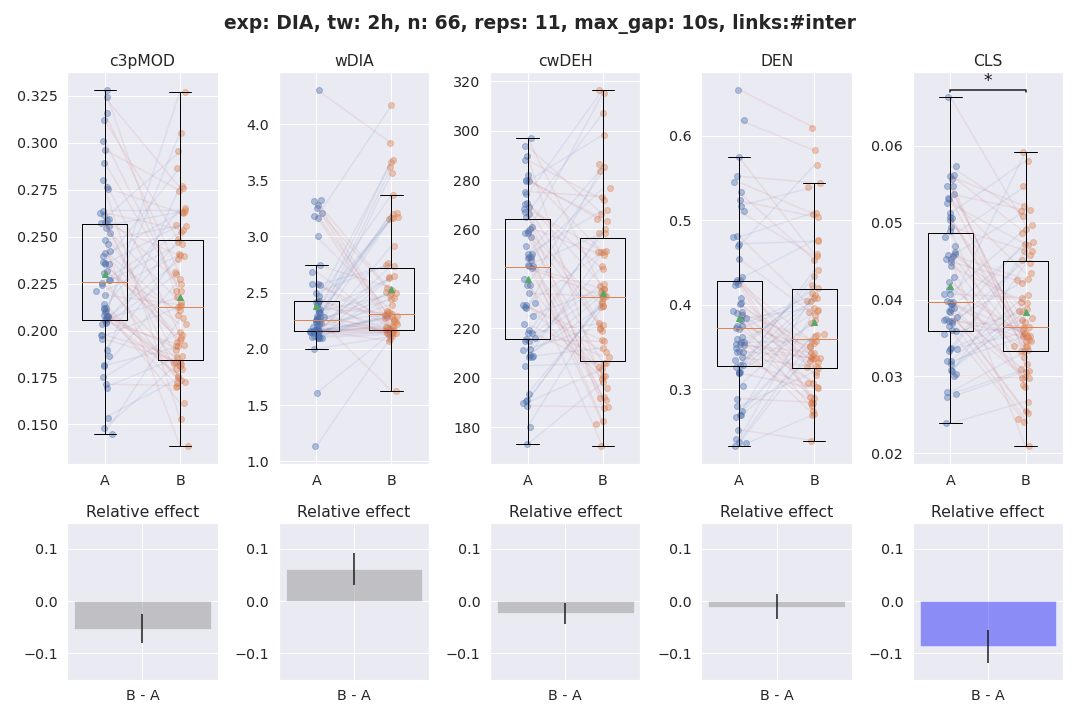 exp: DIA, tw: 2h, n: 66, reps: 11, max_gap: 10s, links:#inter
c3pMOD
wDIA
cwDEH
DEN
CLS
*
0.325
0.300
0.275
0.250
0.225
0.200
0.175
0.150
A B
4.0
3.5
3.0
2.5
2.0
1.5
1.0
A B
320
300
280
260
240
220
200
180
A B
0.6
0.5
0.4
0.3
A B
0.06
0.05
0.04
0.03
0.02
A B
Relative effect
0.1
0.0
−0.1
B - A
Relative effect
0.1
0.0
−0.1
B - A
Relative effect
0.1
0.0
−0.1
B - A
Relative effect
0.1
0.0
−0.1
B - A
Relative effect
0.1
0.0
−0.1
B - A